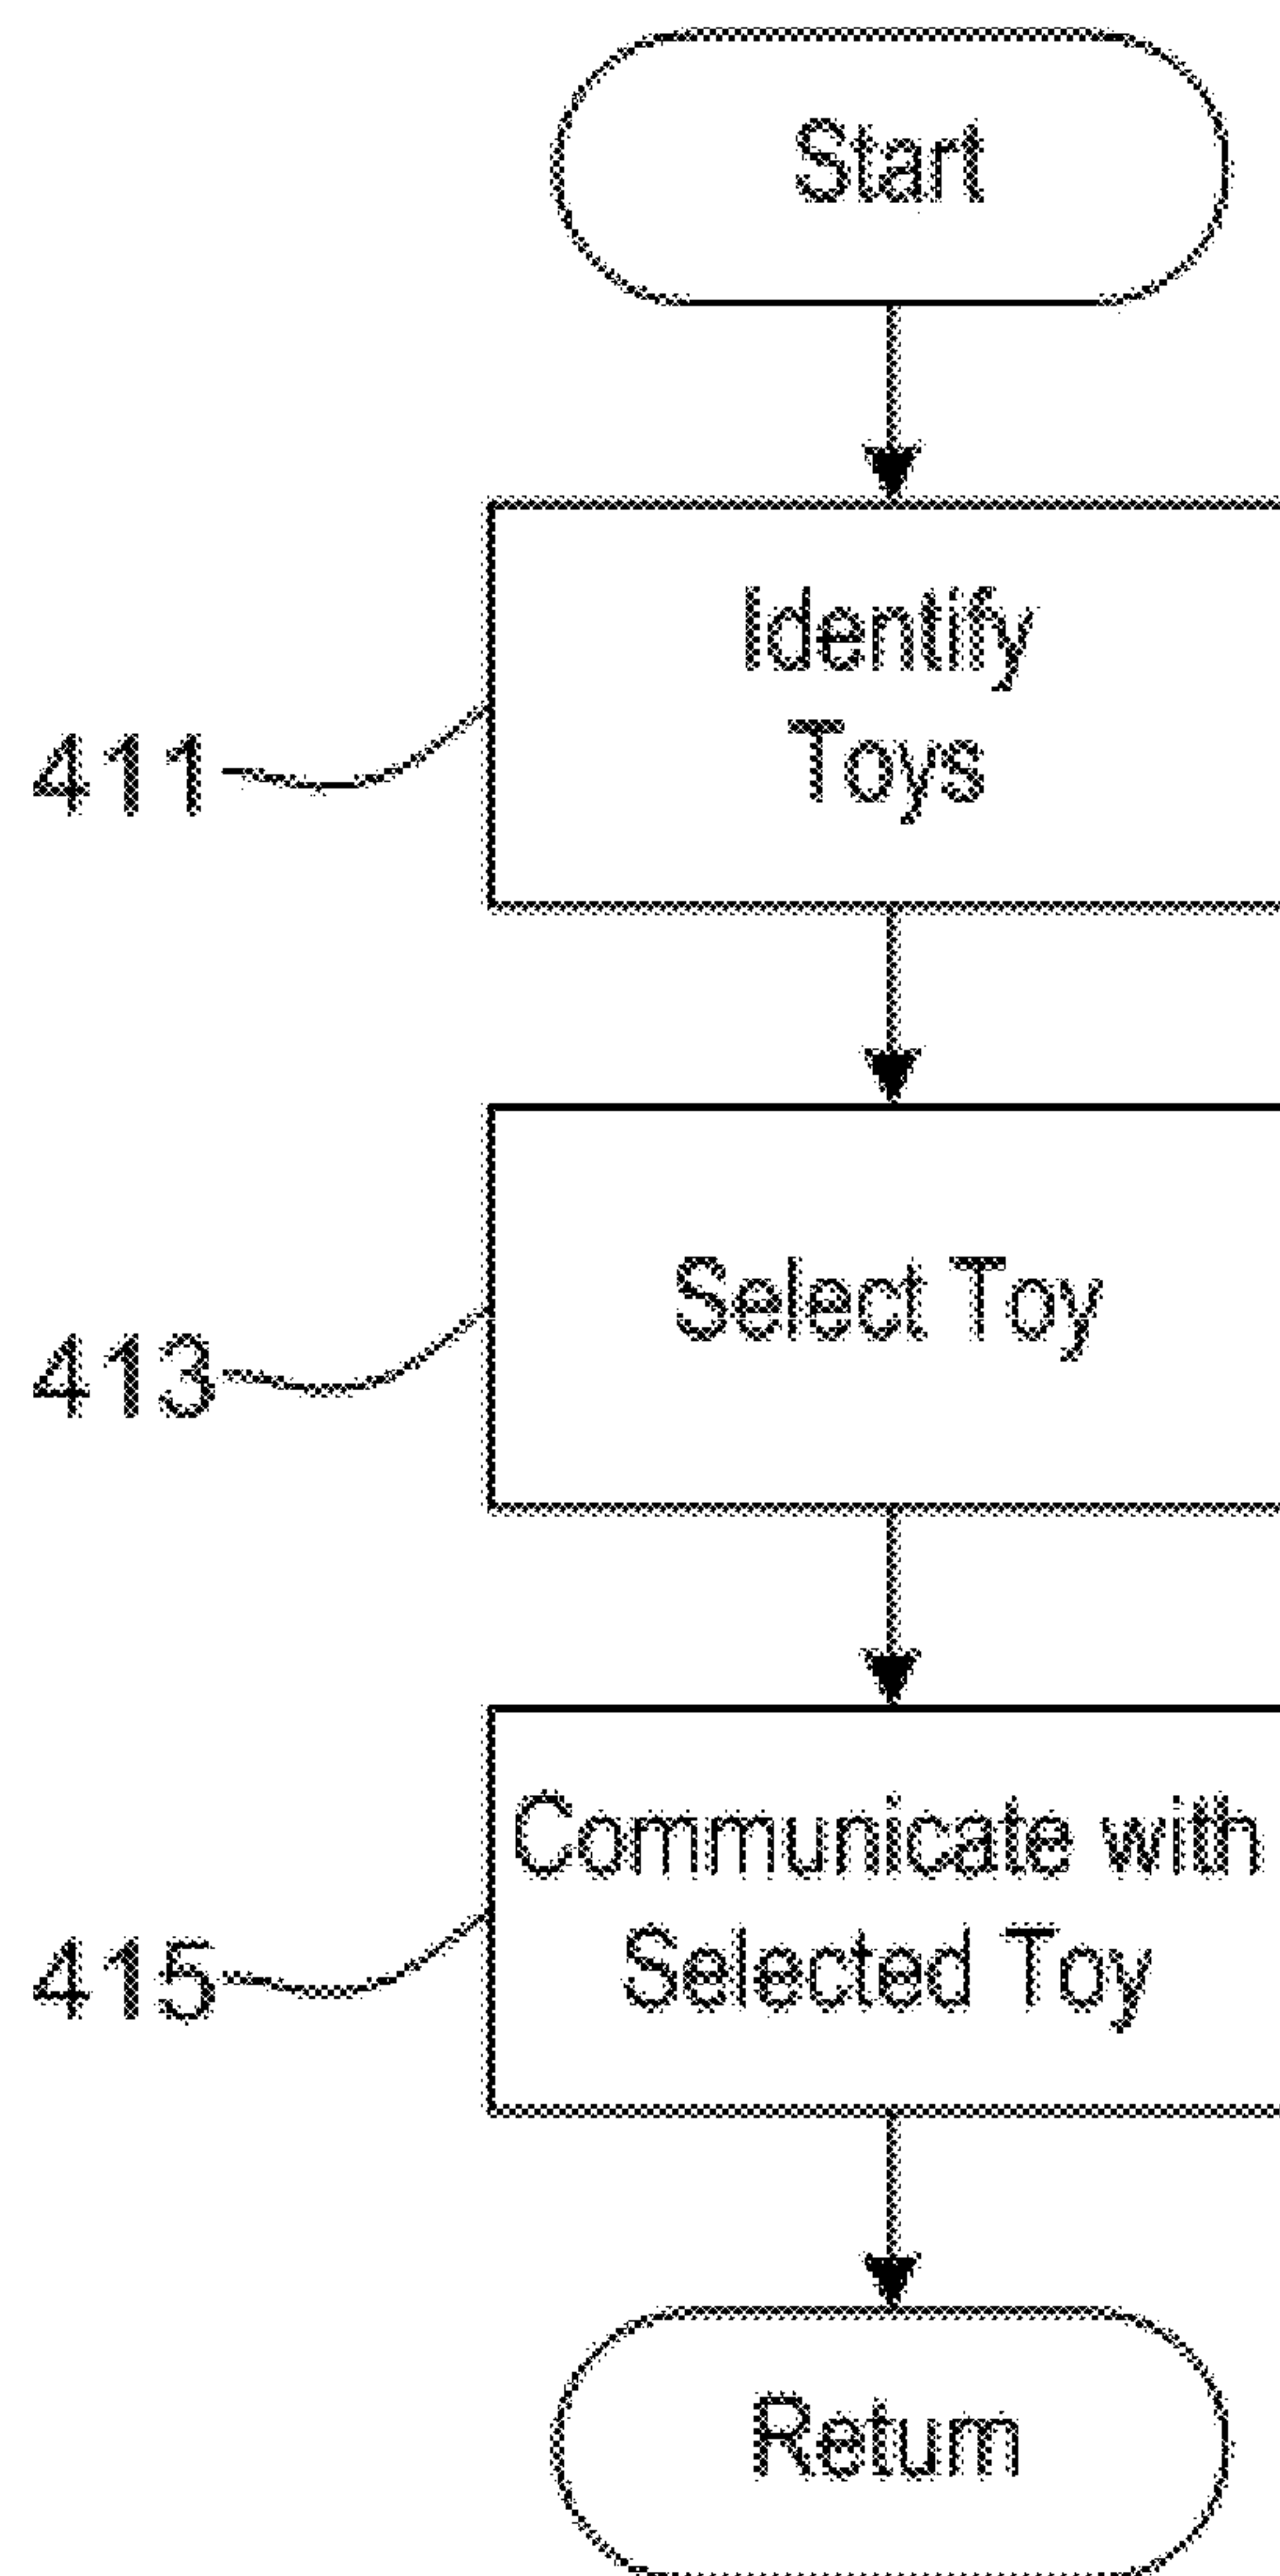 Start
Identify
Toys
411
Select Toy
413
Communicate with
Selected Toy
415
Return